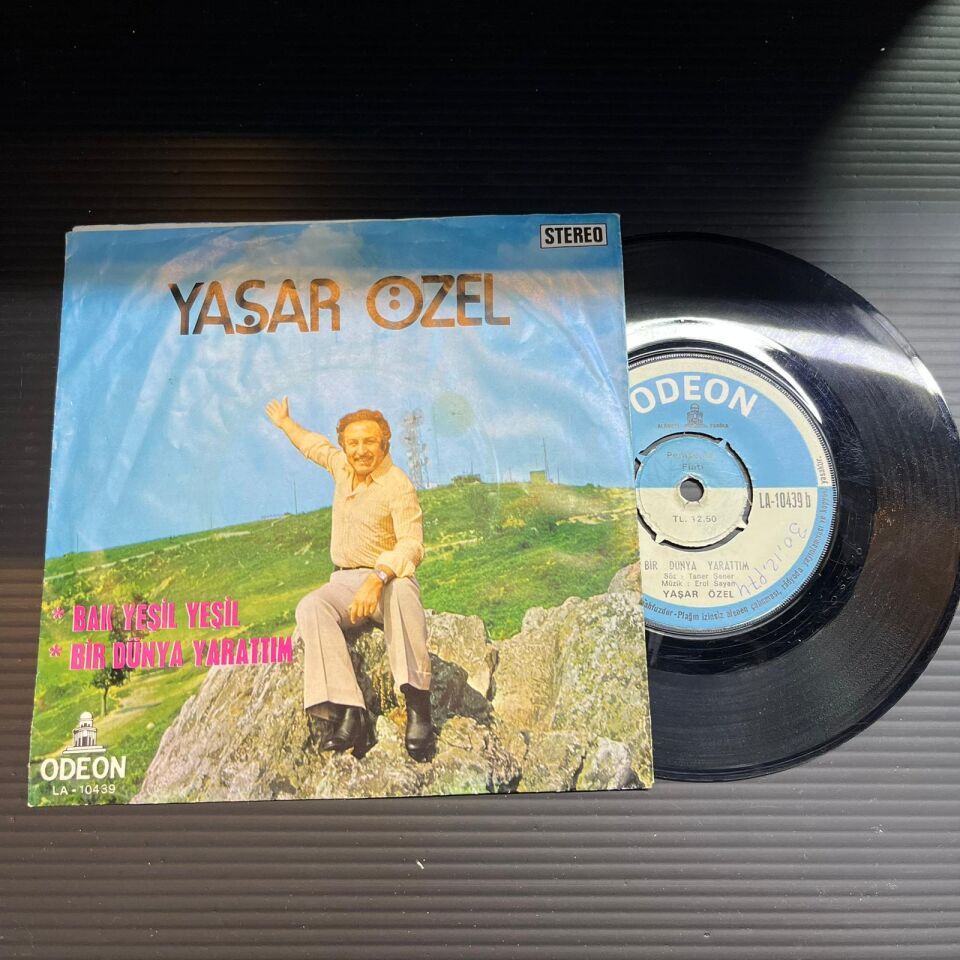 STEREO
YAŞAR ÖZEL
* BAK YEŞİL YEŞİL
* BİR DÜNYA YARATTIM
ODEON
LA - 10439
ODEON
Fiatı
TL. 12.50
LA-10439 b
BİR DÜNYA YARATTIM
Söz : Taner Şener
Müzik : Erol Sayan
YAŞAR ÖZEL